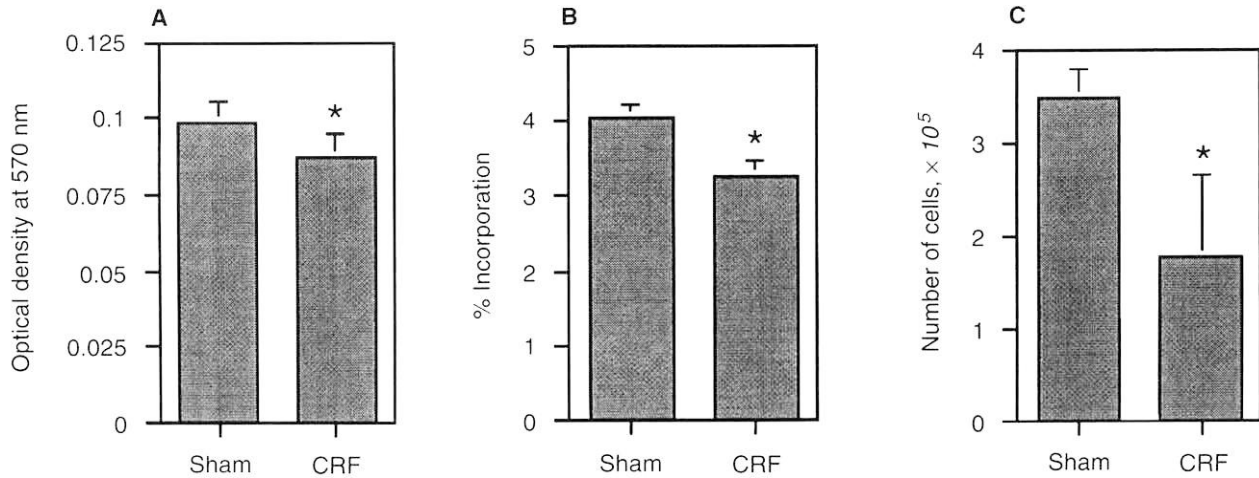 A
Optical density at 570 nm
0.125
0.1
0.075
0.05
0.025
0
*
Sham CRF
B
% Incorporation
5
4
3
2
1
0
*
Sham CRF
C
Number of cells, × 10⁵
4
3
2
1
0
*
Sham CRF